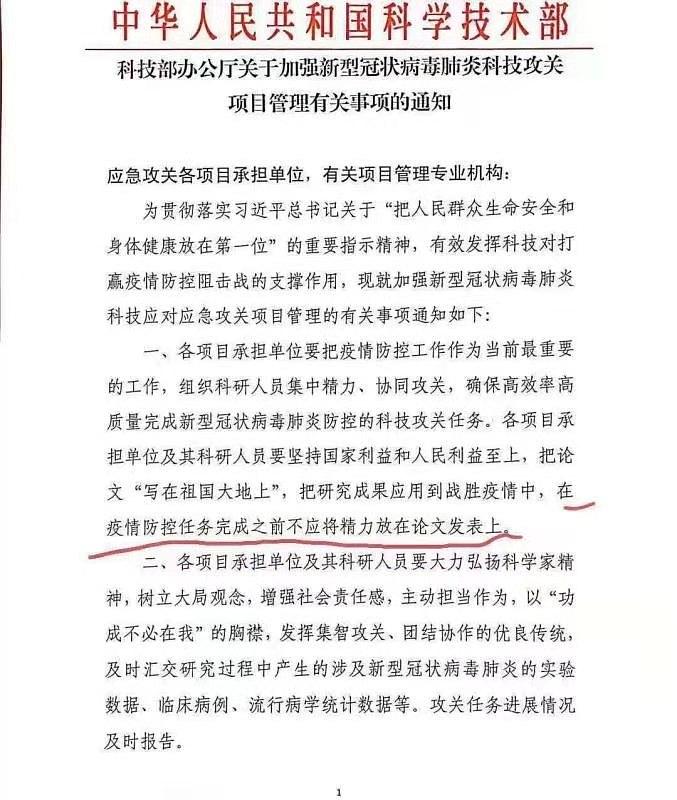 中华人民共和国科学技术部
科技部办公厅关于加强新型冠状病毒肺炎科技攻关
项目管理有关事项的通知
应急攻关各项目承担单位，有关项目管理专业机构：
为贯彻落实习近平总书记关于“把人民群众生命安全和
身体健康放在第一位”的重要指示精神，有效发挥科技对打
赢疫情防控阻击战的支撑作用，现就加强新型冠状病毒肺炎
科技应对应急攻关项目管理的有关事项通知如下：
一、各项目承担单位要把疫情防控工作作为当前最重要
的工作，组织科研人员集中精力、协同攻关，确保高效率高
质量完成新型冠状病毒肺炎防控的科技攻关任务。各项目承
担单位及其科研人员要坚持国家利益和人民利益至上，把论
文“写在祖国大地上”，把研究成果应用到战胜疫情中，在
疫情防控任务完成之前不应将精力放在论文发表上。
二、各项目承担单位及其科研人员要大力弘扬科学家精
神，树立大局观念，增强社会责任感，主动担当作为，以“功
成不必在我”的胸襟，发挥集智攻关、团结协作的优良传统，
及时汇交研究过程中产生的涉及新型冠状病毒肺炎的实验
数据、临床病例、流行病学统计数据等。攻关任务进展情况
及时报告。
1